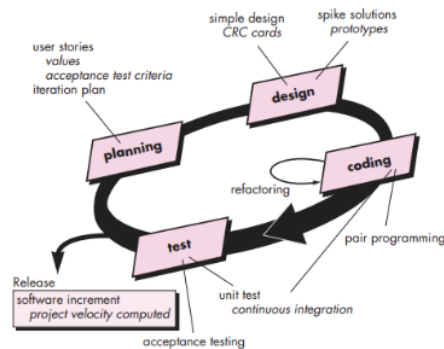 simple design
CRC cards
spike solutions
prototypes
user stories
values
acceptance test criteria
iteration plan
design
planning
coding
refactoring
test
pair programming
Release
software increment
project velocity computed
unit test
continuous integration
acceptance testing